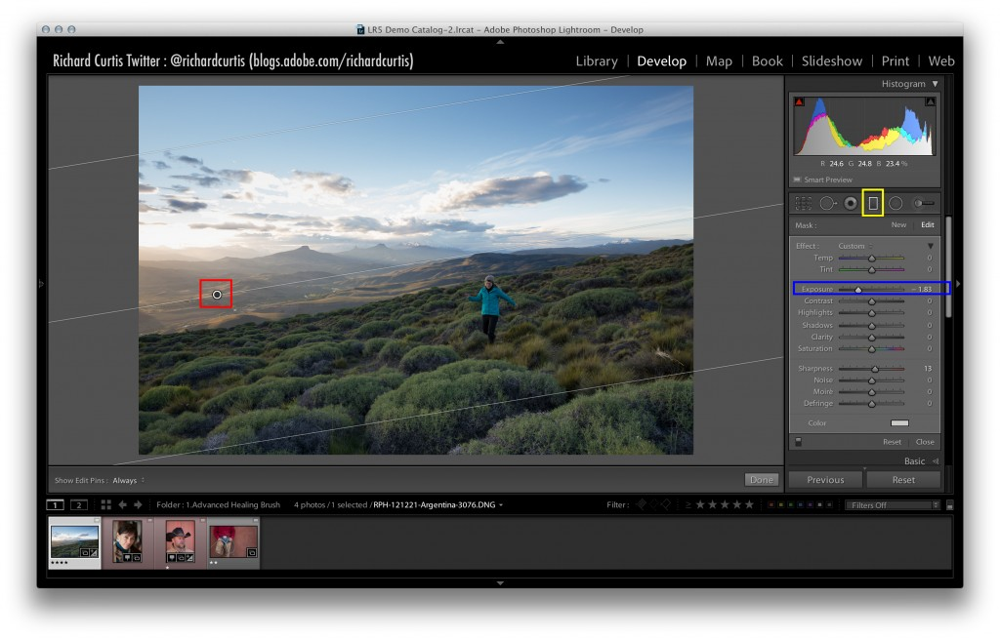 LR5 Demo Catalog-2.lrcat - Adobe Photoshop Lightroom - Develop
Richard Curtis Twitter : @richardcurtis (blogs.adobe.com/richardcurtis)
Library | Develop | Map | Book | Slideshow | Print | Web
Histogram
R 24.6 G 24.8 B 23.4 %
Smart Preview
Mask : New Edit
Effect : Custom
Temp 0
Tint 0
Exposure - 1.83
Contrast 0
Highlights 0
Shadows 0
Clarity 0
Saturation 0
Sharpness 13
Noise 0
Moiré 0
Defringe 0
Color
Reset Close
Basic
Show Edit Pins : Always
Done
Previous Reset
1 2 Folder : 1.Advanced Healing Brush 4 photos / 1 selected / RPH-121221-Argentina-3076.DNG
Filter : ≥ ★★★★★ Filters Off